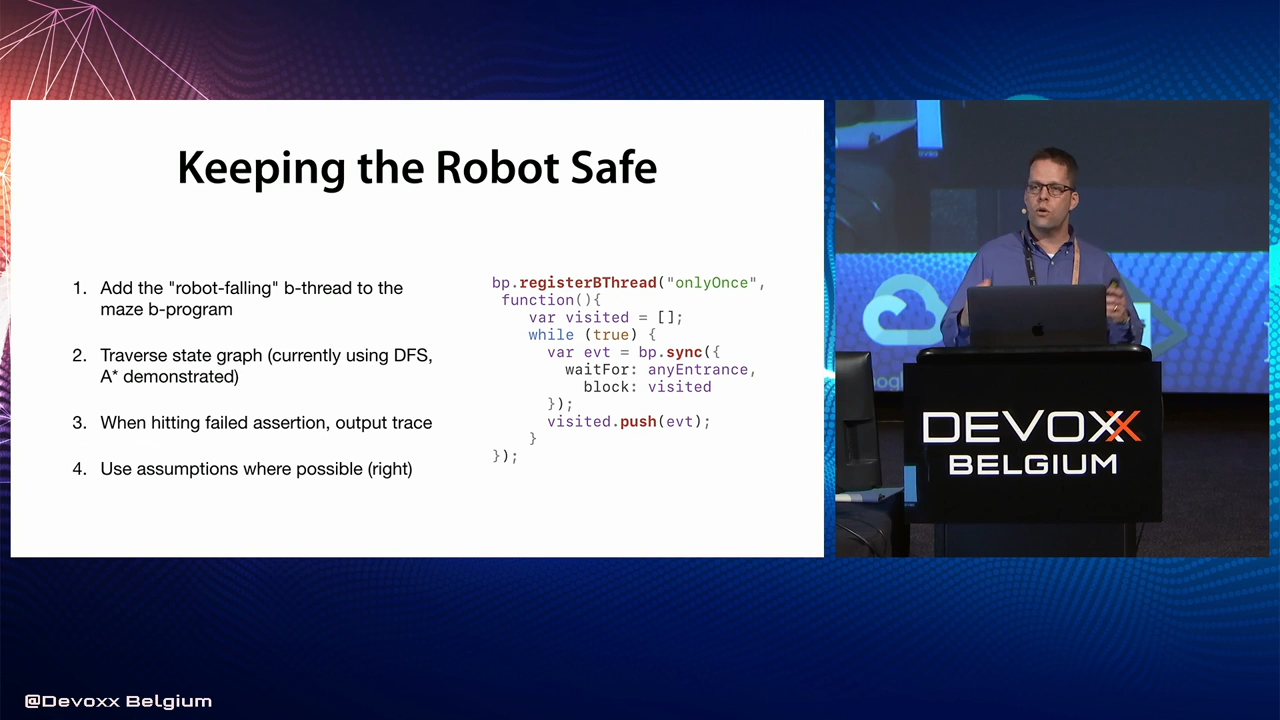 Keeping the Robot Safe
1. Add the "robot-falling" b-thread to the
maze b-program
2. Traverse state graph (currently using DFS,
A* demonstrated)
3. When hitting failed assertion, output trace
4. Use assumptions where possible (right)
bp.registerBThread("onlyOnce",
function(){
var visited = [];
while (true) {
var evt = bp.sync({
waitFor: anyEntrance,
block: visited
});
visited.push(evt);
}
});
DEVOXX
BELGIUM
@Devoxx Belgium